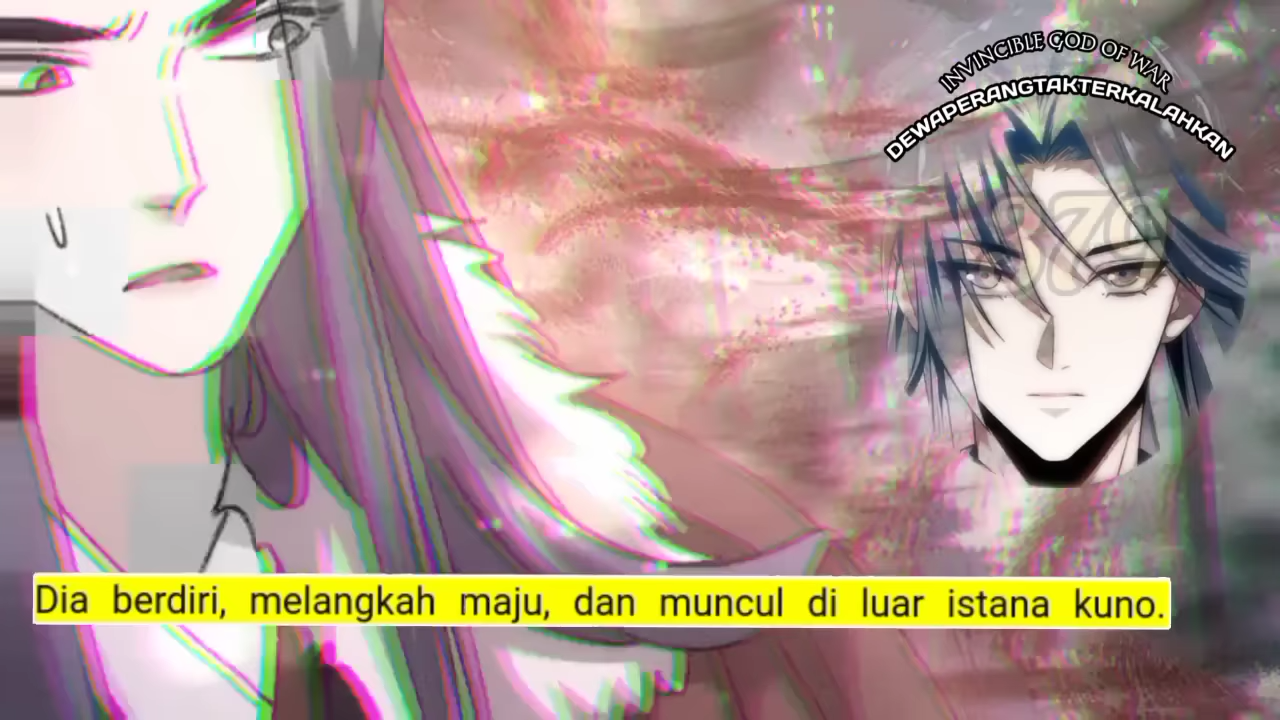 INVINCIBLE GOD OF WAR
DEWAPERANGTAKTERKALAHKAN
Dia berdiri, melangkah maju, dan muncul di luar istana kuno.